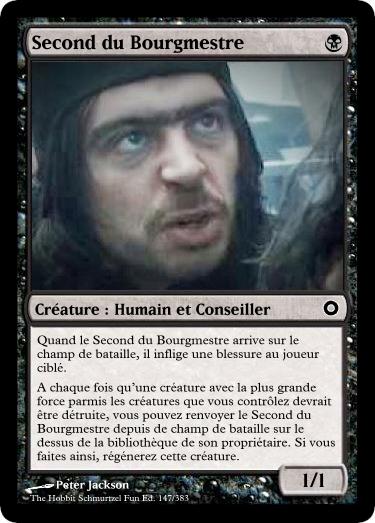 Second du Bourgmestre
Créature : Humain et Conseiller
Quand le Second du Bourgmestre arrive sur le
champ de bataille, il inflige une blessure au joueur
ciblé.
A chaque fois qu'une créature avec la plus grande
force parmis les créatures que vous contrôlez devrait
être détruite, vous pouvez renvoyer le Second du
Bourgmestre depuis de champ de bataille sur le
dessus de la bibliothèque de son propriétaire. Si vous
faites ainsi, régénerez cette créature.
1/1
Peter Jackson
The Hobbit Schmurtzel Fun Ed. 147/383